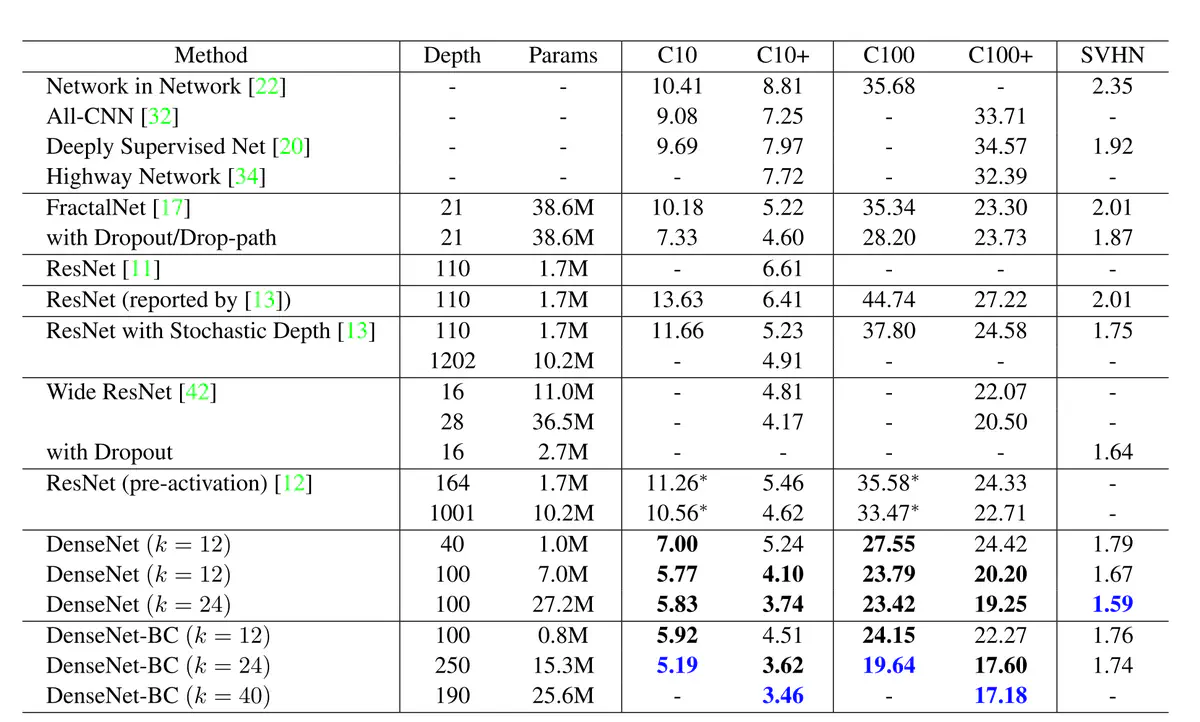 Method Depth Params C10 C10+ C100 C100+ SVHN
Network in Network [22] - - 10.41 8.81 35.68 - 2.35
All-CNN [32] - - 9.08 7.25 - 33.71 -
Deeply Supervised Net [20] - - 9.69 7.97 - 34.57 1.92
Highway Network [34] - - - 7.72 - 32.39 -
FractalNet [17] 21 38.6M 10.18 5.22 35.34 23.30 2.01
with Dropout/Drop-path 21 38.6M 7.33 4.60 28.20 23.73 1.87
ResNet [11] 110 1.7M - 6.61 - - -
ResNet (reported by [13]) 110 1.7M 13.63 6.41 44.74 27.22 2.01
ResNet with Stochastic Depth [13] 110 1.7M 11.66 5.23 37.80 24.58 1.75
1202 10.2M - 4.91 - - -
Wide ResNet [42] 16 11.0M - 4.81 - 22.07 -
28 36.5M - 4.17 - 20.50 -
with Dropout 16 2.7M - - - - 1.64
ResNet (pre-activation) [12] 164 1.7M 11.26* 5.46 35.58* 24.33 -
1001 10.2M 10.56* 4.62 33.47* 22.71 -
DenseNet (k = 12) 40 1.0M 7.00 5.24 27.55 24.42 1.79
DenseNet (k = 12) 100 7.0M 5.77 4.10 23.79 20.20 1.67
DenseNet (k = 24) 100 27.2M 5.83 3.74 23.42 19.25 1.59
DenseNet-BC (k = 12) 100 0.8M 5.92 4.51 24.15 22.27 1.76
DenseNet-BC (k = 24) 250 15.3M 5.19 3.62 19.64 17.60 1.74
DenseNet-BC (k = 40) 190 25.6M - 3.46 - 17.18 -